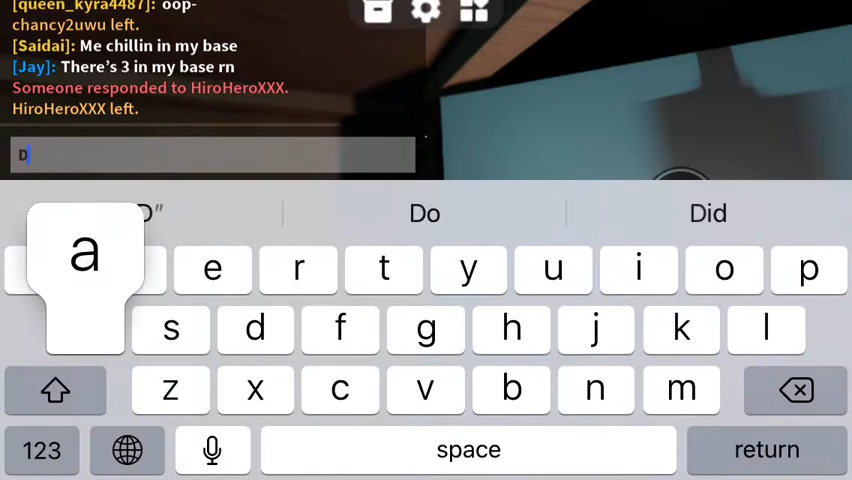 [queen_kyra4487]: oop-
chancy2uwu left.
[Saidai]: Me chillin in my base
[Jay]: There's 3 in my base rn
Someone responded to HiroHeroXXX.
HiroHeroXXX left.
D
D" Do Did
a e r t y u i o p
s d f g h j k l
z x c v b n m
123 space return